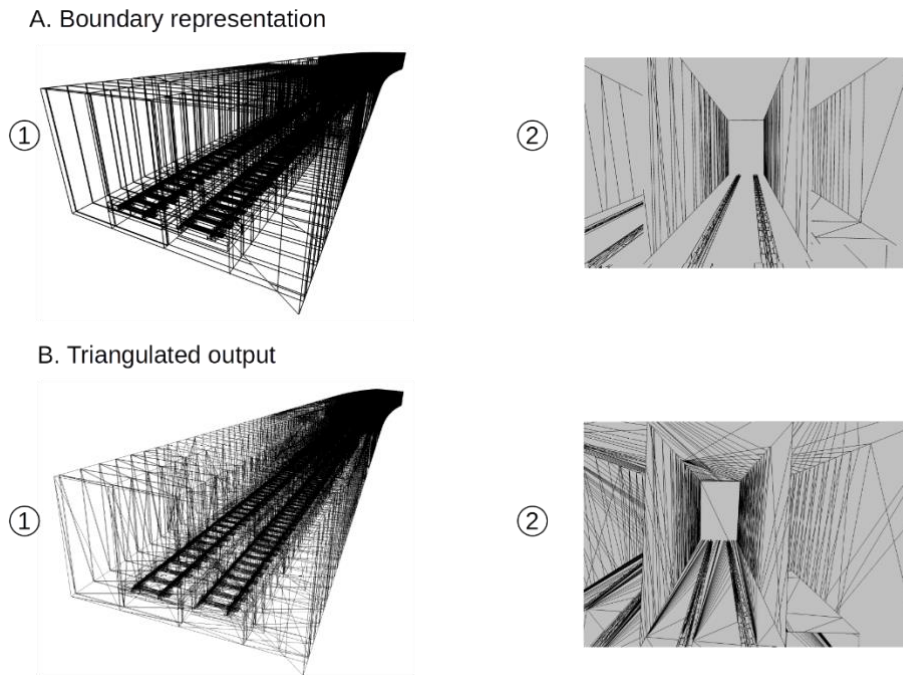 A. Boundary representation
①
②
B. Triangulated output
①
②